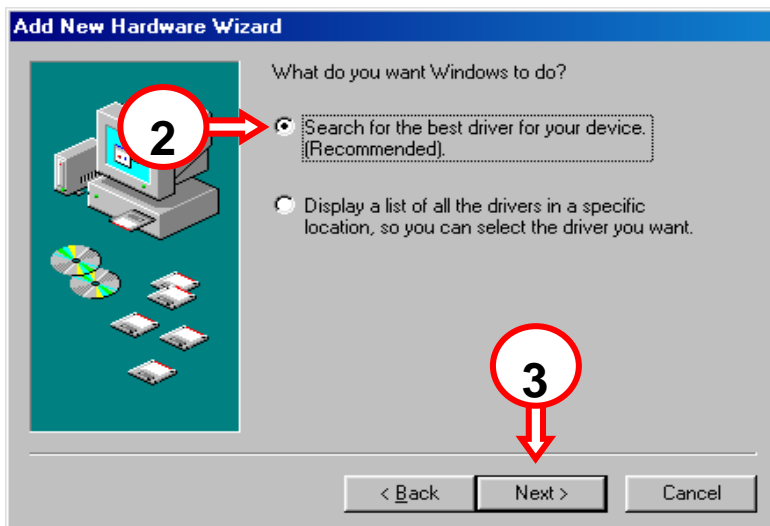 Add New Hardware Wizard
What do you want Windows to do?
2
Search for the best driver for your device.
(Recommended).
Display a list of all the drivers in a specific
location, so you can select the driver you want.
3
< Back
Next >
Cancel